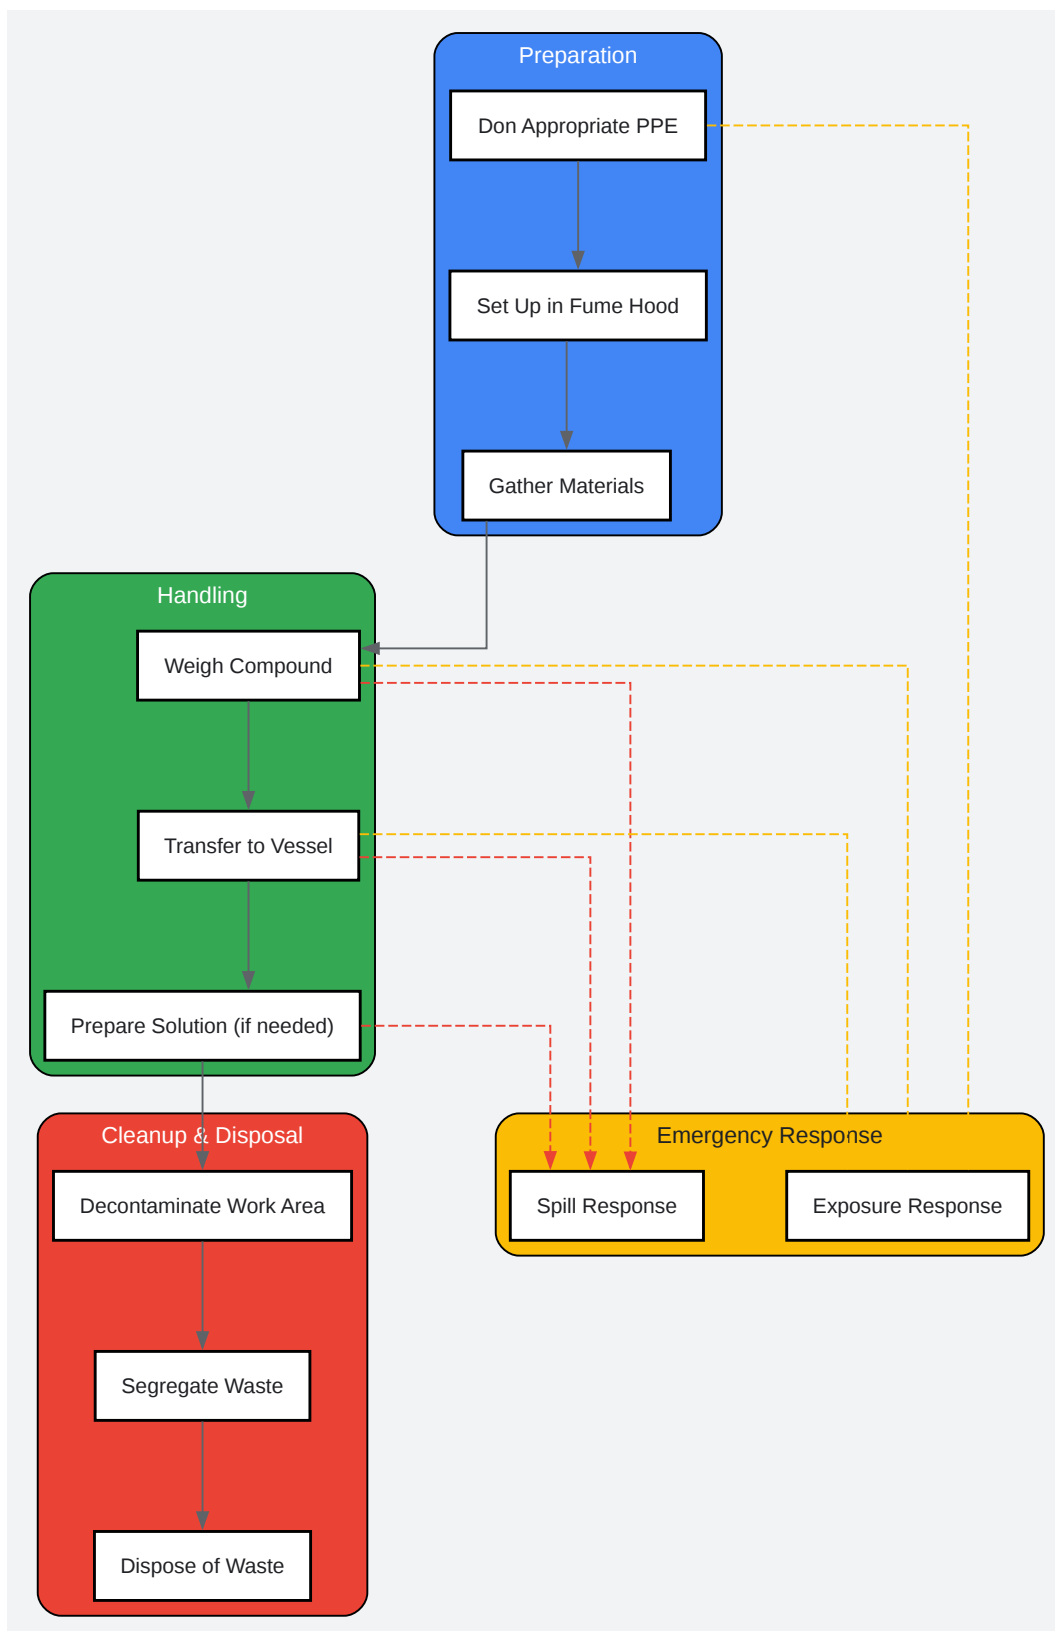 Preparation
Don Appropriate PPE
Set Up in Fume Hood
Gather Materials
Handling
Weigh Compound
Transfer to Vessel
Prepare Solution (if needed)
Cleanup & Disposal
Decontaminate Work Area
Segregate Waste
Dispose of Waste
Emergency Response
Spill Response
Exposure Response